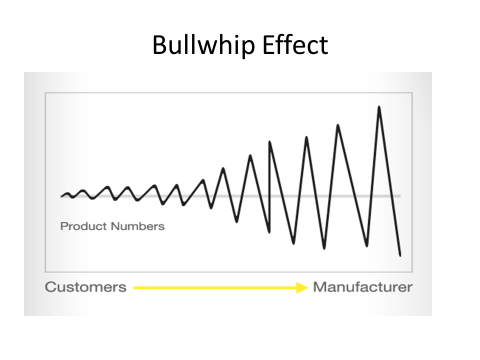 Bullwhip Effect
Product Numbers
Customers
Manufacturer